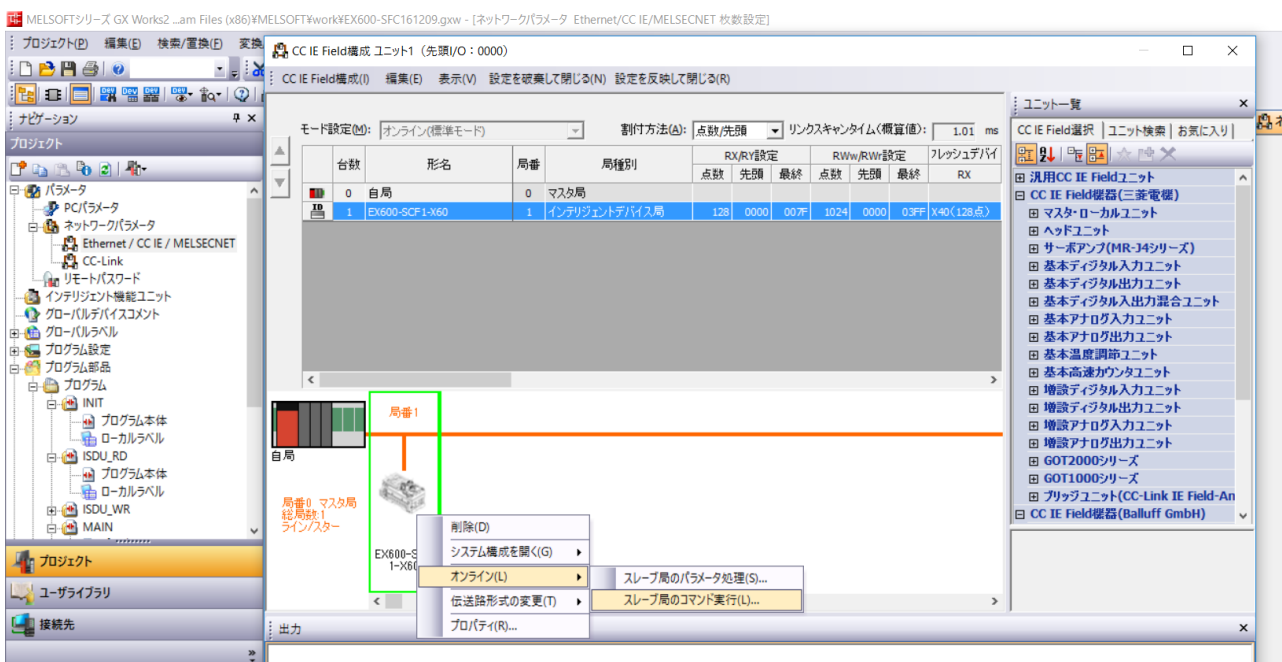 MELSOFTシリーズ GX Works2 ...am Files (x86)¥MELSOFT¥work¥EX600-SFC161209.gxw - [ネットワークパラメータ Ethernet/CC IE/MELSECNET 枚数設定]
プロジェクト(P) 編集(E) 検索/置換(F) 変換
ナビゲーション
プロジェクト
パラメータ
PCパラメータ
ネットワークパラメータ
Ethernet / CC IE / MELSECNET
CC-Link
リモートパスワード
インテリジェント機能ユニット
グローバルデバイスコメント
グローバルラベル
プログラム設定
プログラム部品
プログラム
INIT
プログラム本体
ローカルラベル
ISDU_RD
プログラム本体
ローカルラベル
ISDU_WR
MAIN
プロジェクト
ユーザライブラリ
接続先
CC IE Field構成 ユニット1 (先頭I/O:0000)
CC IE Field構成(I) 編集(E) 表示(V) 設定を破棄して閉じる(N) 設定を反映して閉じる(R)
モード設定(M): オンライン(標準モード) 割付方法(A): 点数/先頭 リンクスキャンタイム(概算値): 1.01 ms
台数 形名 局番 局種別 RX/RY設定 RWw/RWr設定 フレッシュデバイ
点数 先頭 最終 点数 先頭 最終 RX
0 自局 0 マスタ局
1 EX600-SCF1-X60 1 インテリジェントデバイス局 128 0000 007F 1024 0000 03FF X40(128点)
局番1
自局
局番0 マスタ局
総局数:1
ライン/スター
EX600-S
1-X60
削除(D)
システム構成を開く(G)
オンライン(L)
伝送路形式の変更(T)
プロパティ(R)...
スレーブ局のパラメータ処理(S)...
スレーブ局のコマンド実行(L)...
出力
ユニット一覧
CC IE Field選択 ユニット検索 お気に入り
汎用CC IE Fieldユニット
CC IE Field機器(三菱電機)
マスタ・ローカルユニット
ヘッドユニット
サーボアンプ(MR-J4シリーズ)
基本ディジタル入力ユニット
基本ディジタル出力ユニット
基本ディジタル入出力混合ユニット
基本アナログ入力ユニット
基本アナログ出力ユニット
基本温度調節ユニット
基本高速カウンタユニット
増設ディジタル入力ユニット
増設ディジタル出力ユニット
増設アナログ入力ユニット
増設アナログ出力ユニット
GOT2000シリーズ
GOT1000シリーズ
ブリッジユニット(CC-Link IE Field-An
CC IE Field機器(Balluff GmbH)